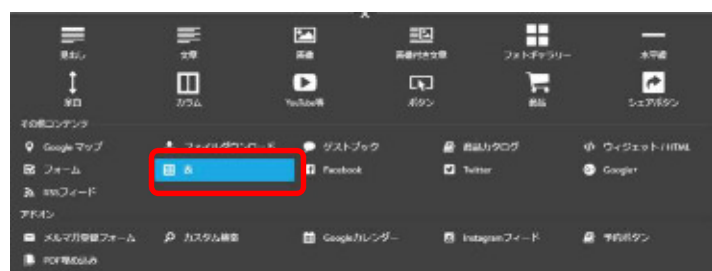 見出し 文章 画像 画像付き文章 フォトギャラリー 水平線
余白 カラム YouTube等 ボタン 商品 シェアボタン
その他コンテンツ
Googleマップ ファイルダウンロード ゲストブック 商品カタログ ウィジェット/HTML
フォーム 表 Facebook Twitter Google+
RSSフィード
アドオン
メルマガ登録フォーム カスタム検索 Googleカレンダー Instagramフィード 予約ボタン
PDF埋め込み